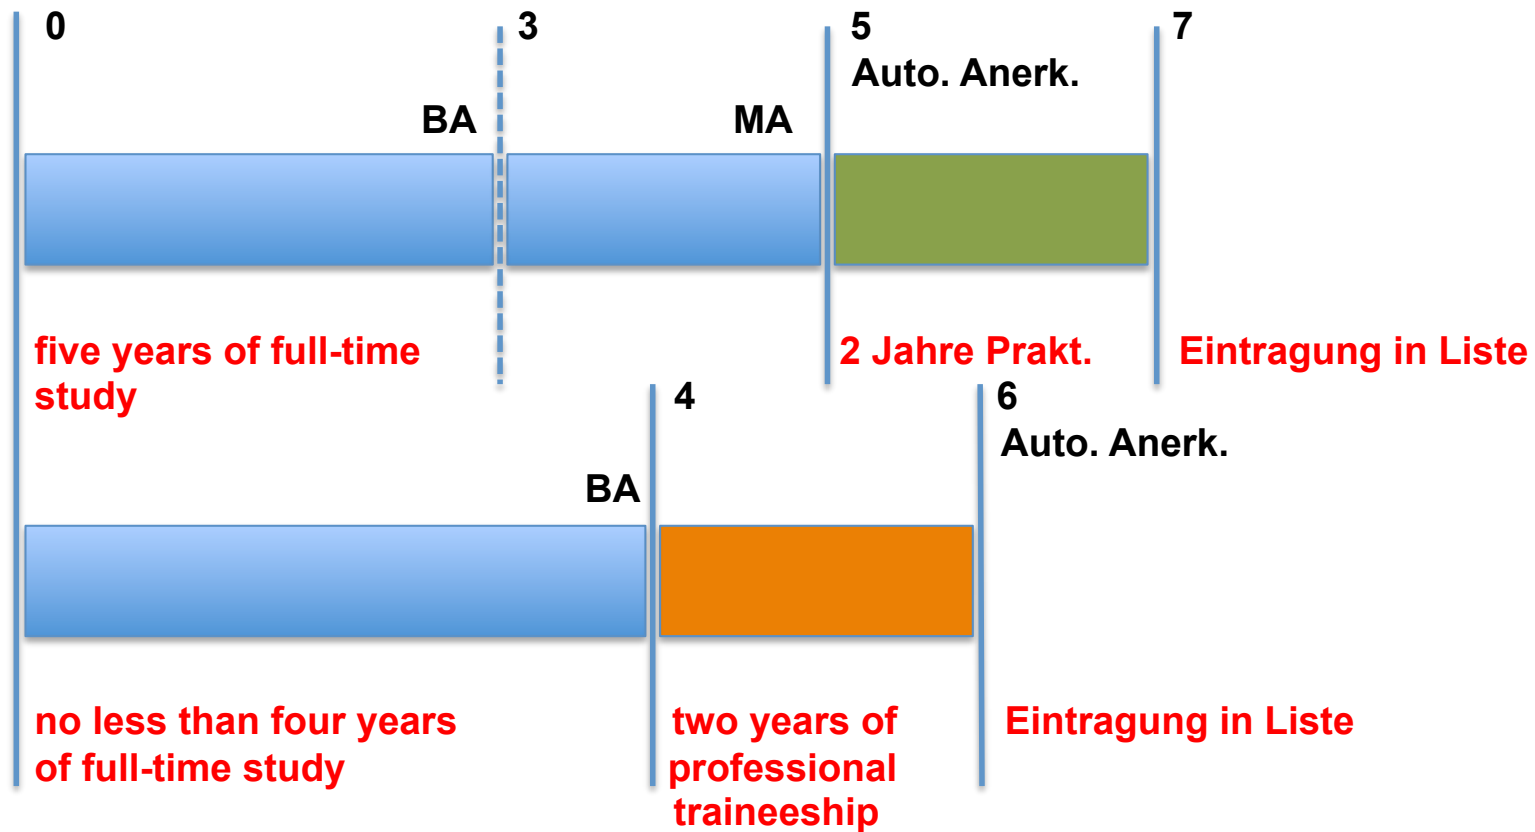 0
3
5
7
Auto. Anerk.
BA
MA
five years of full-time
study
2 Jahre Prakt.
Eintragung in Liste
4
6
Auto. Anerk.
BA
no less than four years
of full-time study
two years of
professional
traineeship
Eintragung in Liste